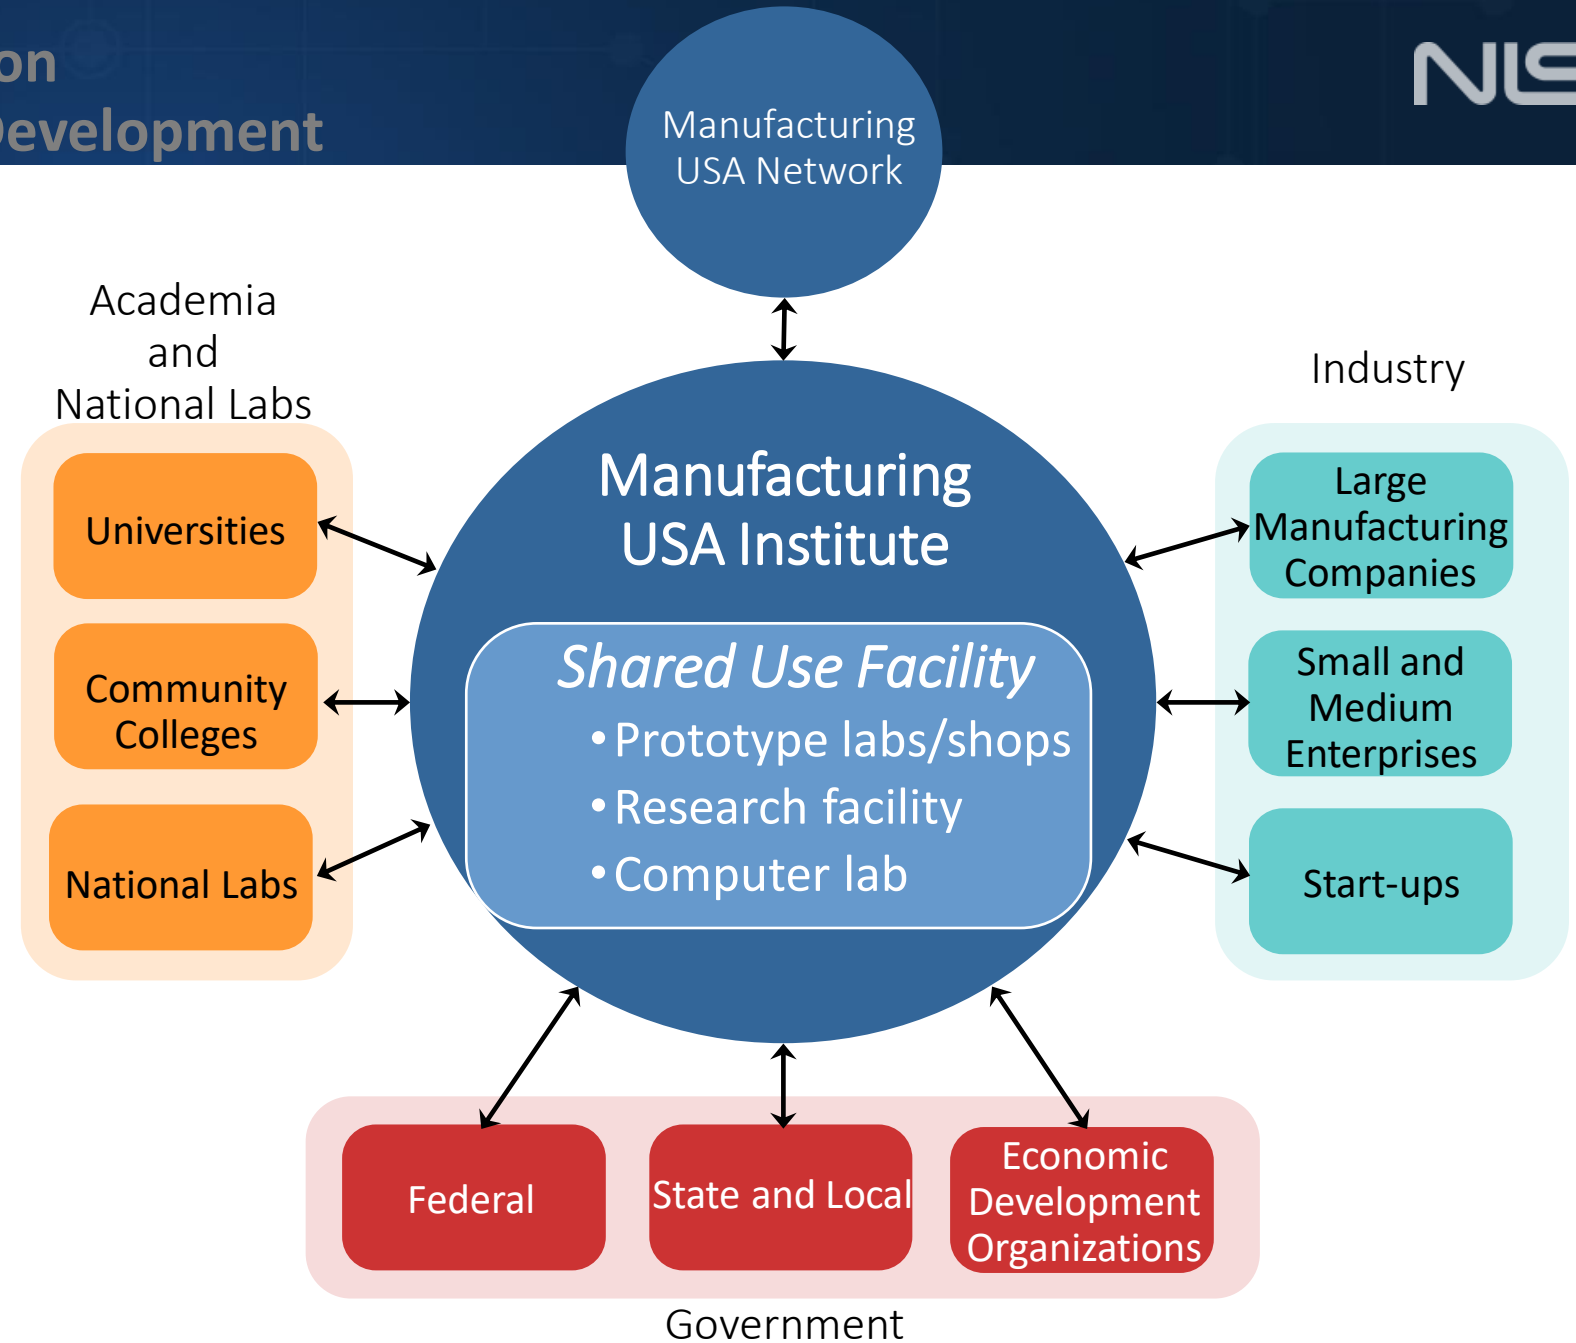 on
Development
Manufacturing
USA Network
Academia
and
National Labs
Universities
Community
Colleges
National Labs
Manufacturing
USA Institute
Shared Use Facility
• Prototype labs/shops
• Research facility
• Computer lab
Industry
Large
Manufacturing
Companies
Small and
Medium
Enterprises
Start-ups
Federal
State and Local
Economic
Development
Organizations
Government